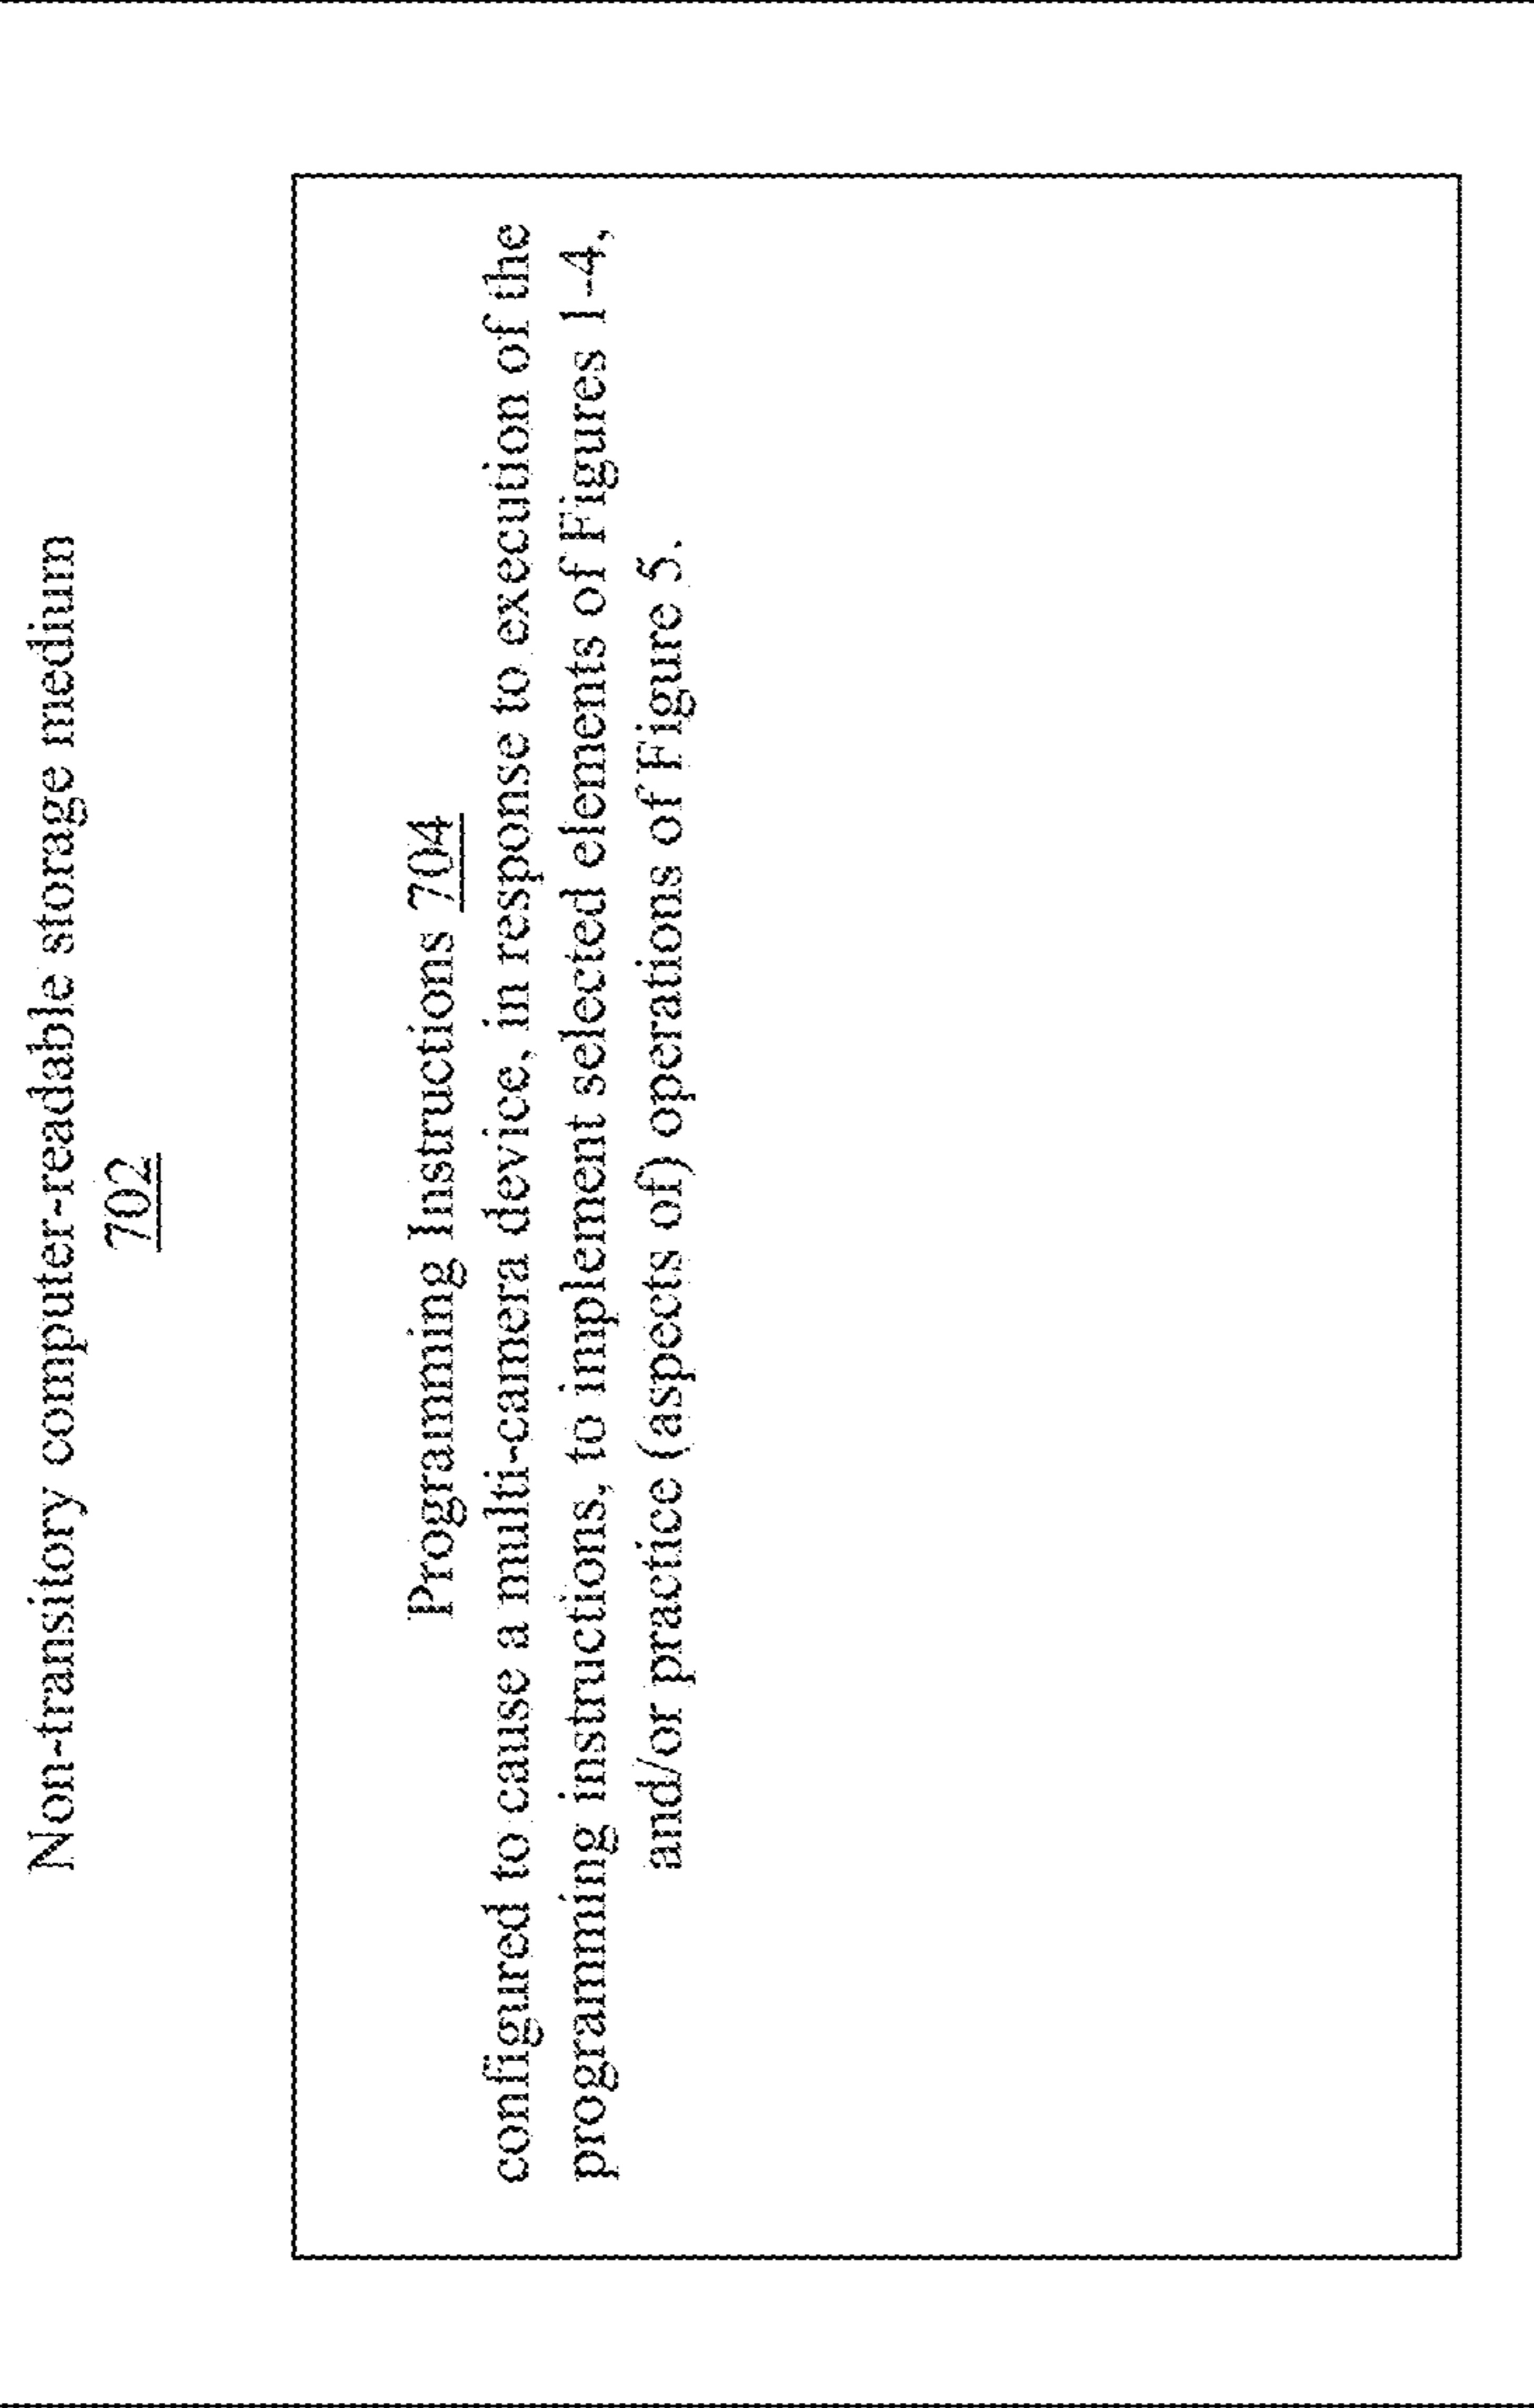 Non-transitory computer-readable storage medium
702
Programming Instructions 704
configured to cause a multi-camera device, in response to execution of the
programming instructions, to implement selected elements of Figures 1-4,
and/or practice (aspects of) operations of Figure 5.